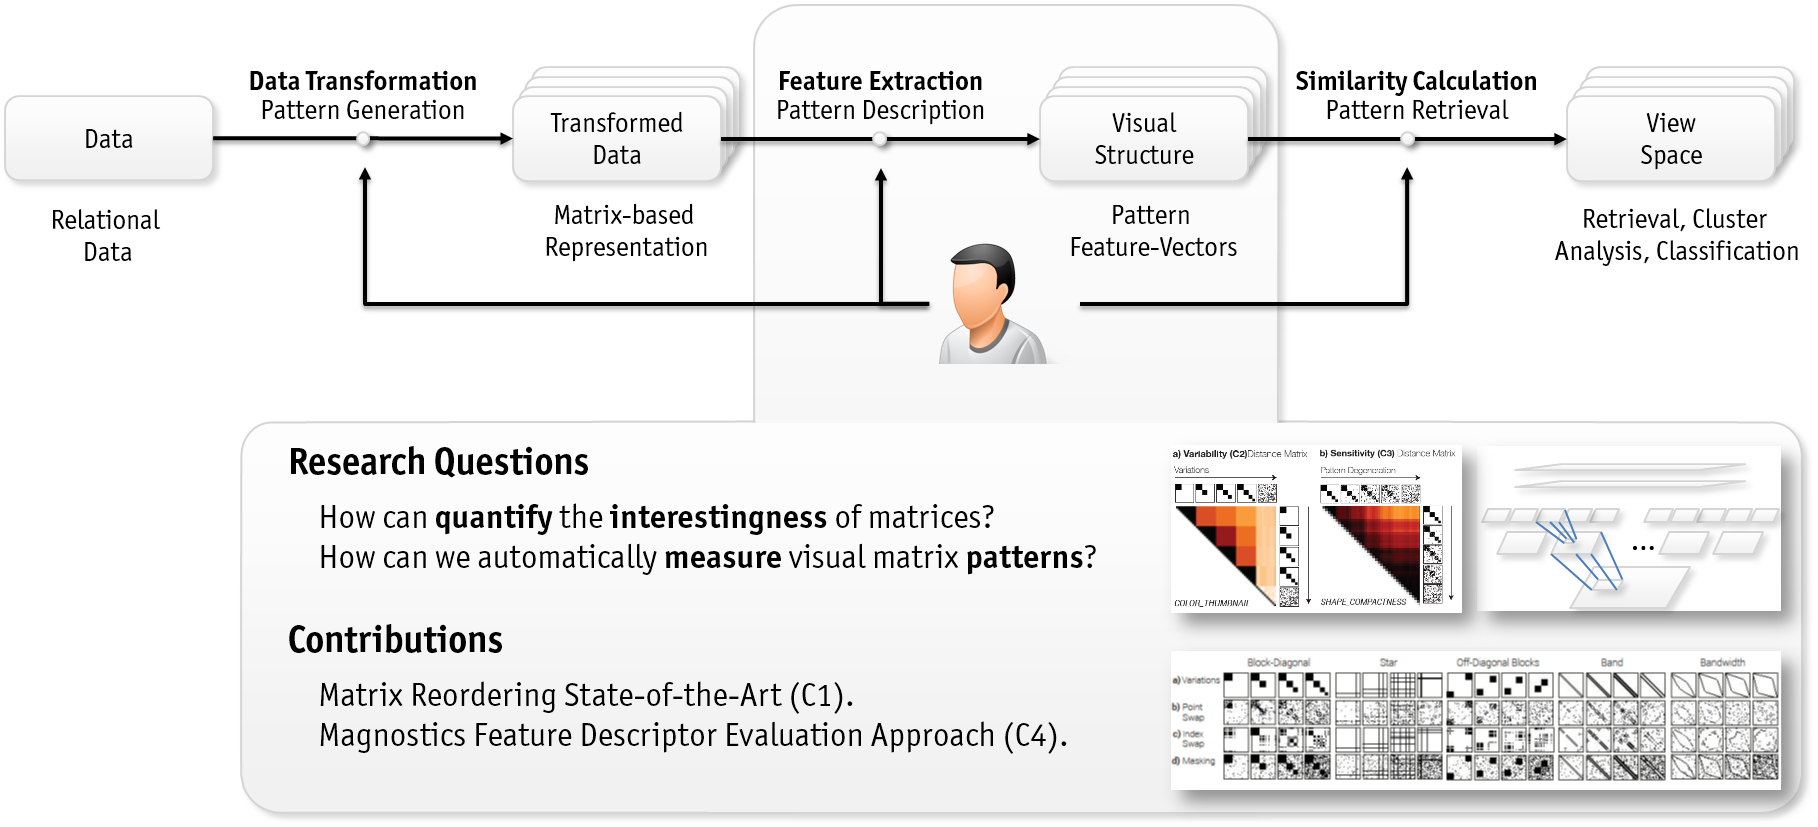 Data Transformation
Pattern Generation
Feature Extraction
Pattern Description
Similarity Calculation
Pattern Retrieval
Data
Transformed
Data
Visual
Structure
View
Space
Relational
Data
Matrix-based
Representation
Pattern
Feature-Vectors
Retrieval, Cluster
Analysis, Classification
Research Questions
How can quantify the interestingness of matrices?
How can we automatically measure visual matrix patterns?
Contributions
Matrix Reordering State-of-the-Art (C1).
Magnostics Feature Descriptor Evaluation Approach (C4).
a) Variability (C2)Distance Matrix
Variations
COLOR_THUMBNAIL
b) Sensitivity (C3) Distance Matrix
Pattern Degeneration
SHAPE_COMPACTNESS
...
Block-Diagonal Star Off-Diagonal Blocks Band Bandwidth
a) Variations
b) Point
Swap
c) Index
Swap
d) Masking